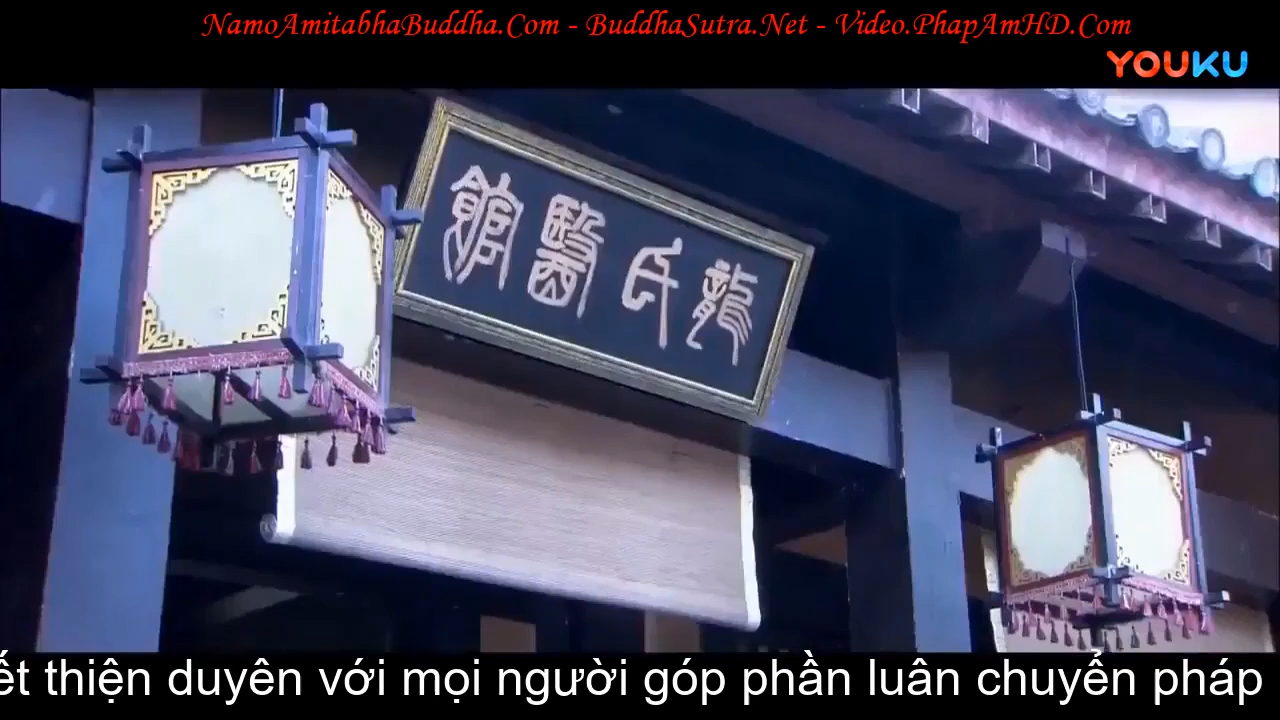 NamoAmitabhaBuddha.Com - BuddhaSutra.Net - Video.PhapAmHD.Com
YOUKU
龍氏醫館
ết thiện duyên với mọi người góp phần luân chuyển pháp